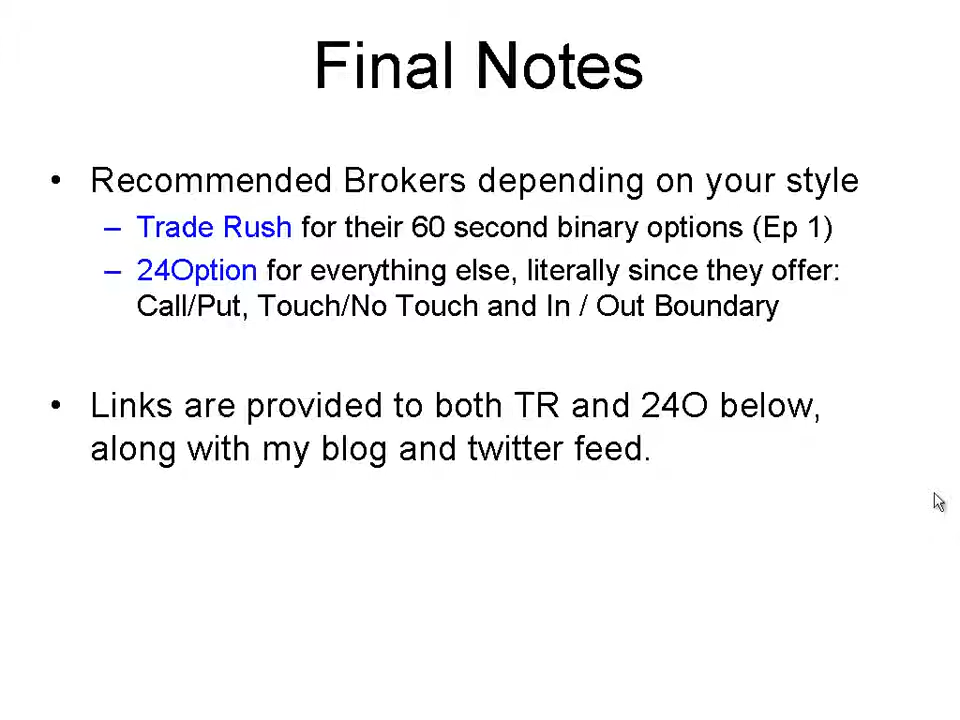 Final Notes
• Recommended Brokers depending on your style
– Trade Rush for their 60 second binary options (Ep 1)
– 24Option for everything else, literally since they offer:
Call/Put, Touch/No Touch and In / Out Boundary
• Links are provided to both TR and 24O below,
along with my blog and twitter feed.